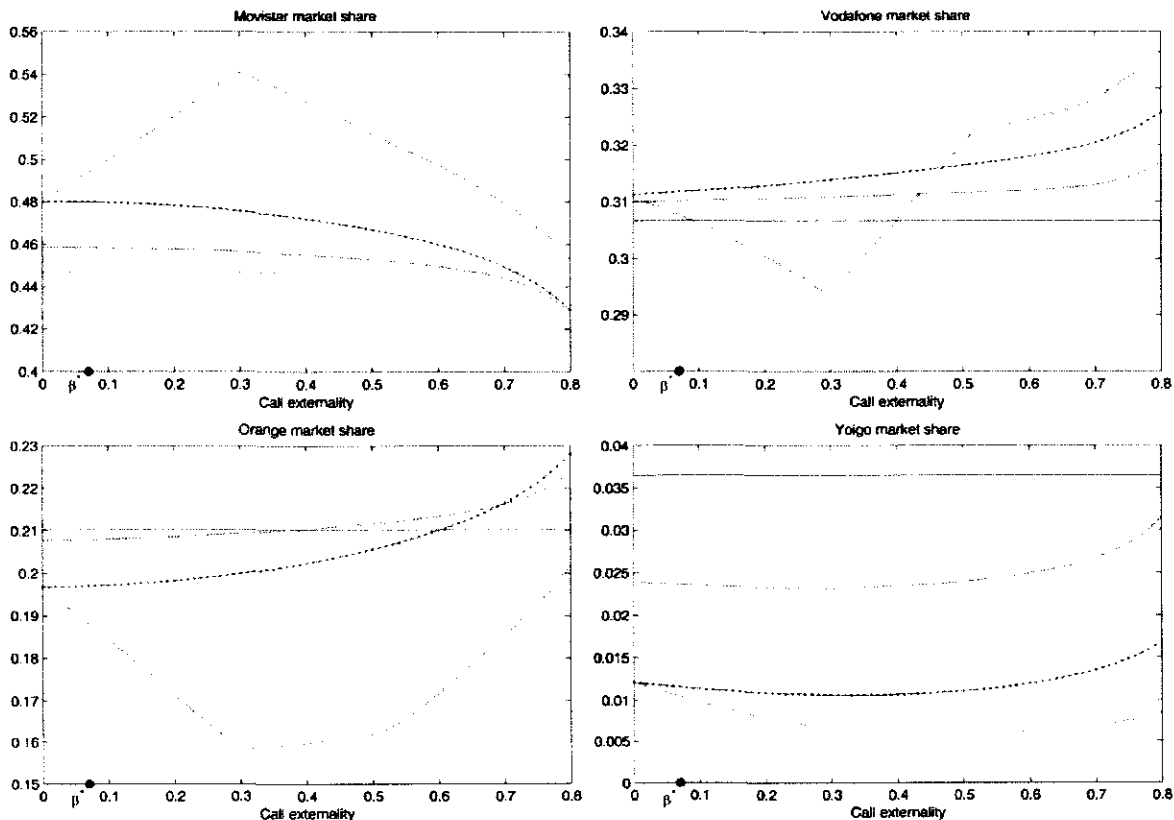 Movistar market share
0.56
0.54
0.52
0.5
0.48
0.46
0.44
0.42
0.4
0 β* 0.1 0.2 0.3 0.4 0.5 0.6 0.7 0.8
Call externality
Vodafone market share
0.34
0.33
0.32
0.31
0.3
0.29
0 β* 0.1 0.2 0.3 0.4 0.5 0.6 0.7 0.8
Call externality
Orange market share
0.23
0.22
0.21
0.2
0.19
0.18
0.17
0.16
0.15
0 β* 0.1 0.2 0.3 0.4 0.5 0.6 0.7 0.8
Call externality
Yoigo market share
0.04
0.035
0.03
0.025
0.02
0.015
0.01
0.005
0
0 β* 0.1 0.2 0.3 0.4 0.5 0.6 0.7 0.8
Call externality